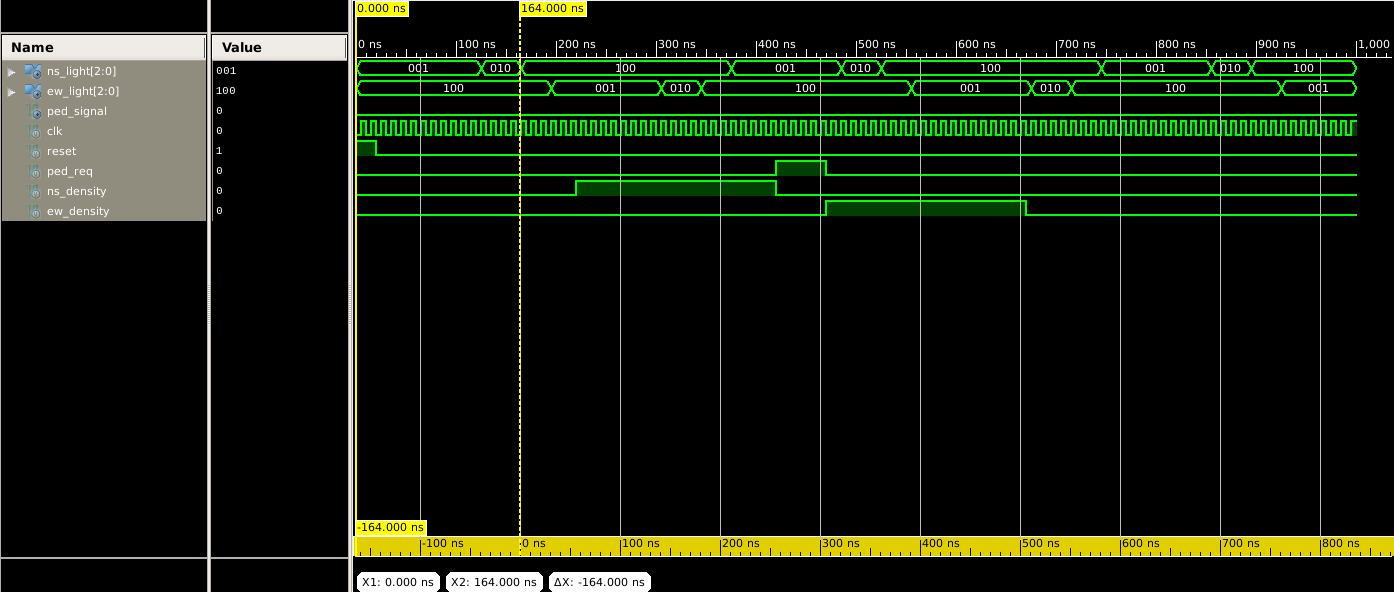 0.000 ns 164.000 ns
Name Value
0 ns 100 ns 200 ns 300 ns 400 ns 500 ns 600 ns 700 ns 800 ns 900 ns 1,000
ns_light[2:0] 001 001 010 100 001 010 100 001 010 100
ew_light[2:0] 100 100 001 010 100 001 010 100 001
ped_signal 0
clk 0
reset 1
ped_req 0
ns_density 0
ew_density 0
-164.000 ns
-100 ns 0 ns 100 ns 200 ns 300 ns 400 ns 500 ns 600 ns 700 ns 800 ns
X1: 0.000 ns X2: 164.000 ns ΔX: -164.000 ns